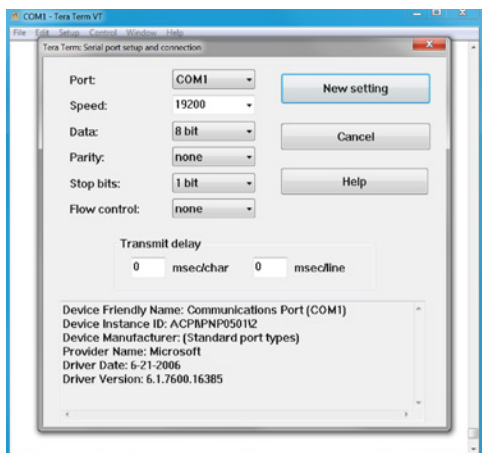 COM1 - Tera Term VT
File Edit Setup Control Window Help
Tera Term: Serial port setup and connection
Port: COM1
New setting
Speed: 19200
Data: 8 bit
Cancel
Parity: none
Stop bits: 1 bit
Help
Flow control: none
Transmit delay
0 msec/char 0 msec/line
Device Friendly Name: Communications Port (COM1)
Device Instance ID: ACPI\PNP0501\2
Device Manufacturer: (Standard port types)
Provider Name: Microsoft
Driver Date: 6-21-2006
Driver Version: 6.1.7600.16385